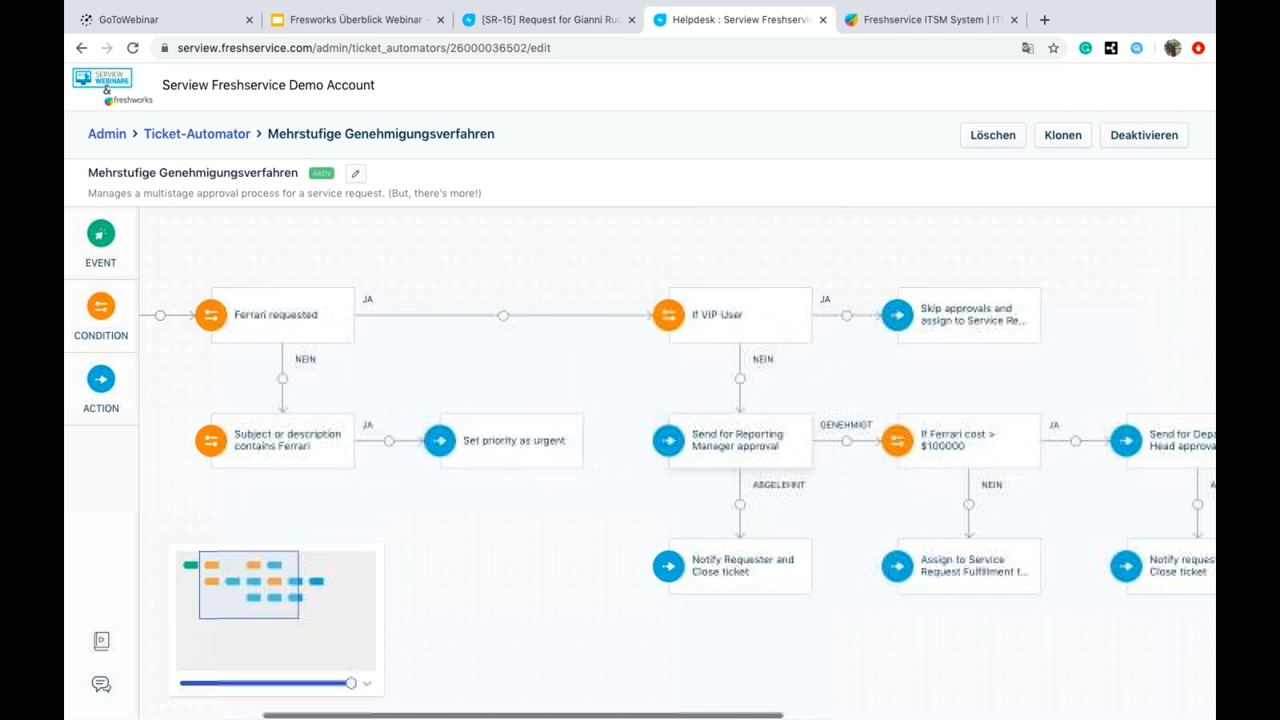 GoToWebinar
Fresworks Überblick Webinar -
[SR-15] Request for Gianni Ruc
Helpdesk : Serview Freshservic
Freshservice ITSM System | IT
serview.freshservice.com/admin/ticket_automators/26000036502/edit
SERVIEW
WEBINARE
&
freshworks
Serview Freshservice Demo Account
Admin > Ticket-Automator > Mehrstufige Genehmigungsverfahren
Löschen
Klonen
Deaktivieren
Mehrstufige Genehmigungsverfahren Aktiv
Manages a multistage approval process for a service request. (But, there's more!)
EVENT
CONDITION
ACTION
Ferrari requested
JA
If VIP User
JA
Skip approvals and
assign to Service Re...
NEIN
NEIN
Subject or description
contains Ferrari
JA
Set priority as urgent
Send for Reporting
Manager approval
GENEHMIGT
If Ferrari cost >
$100000
JA
Send for Depa
Head approva
ABGELEHNT
NEIN
A
Notify Requester and
Close ticket
Assign to Service
Request Fulfillment t...
Notify reques
Close ticket